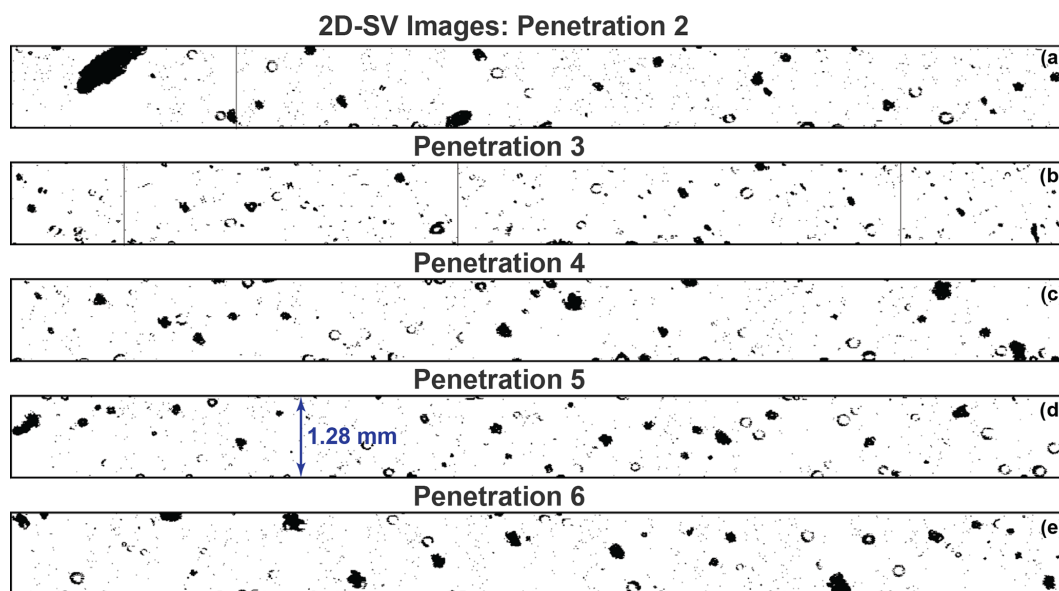 2D-SV Images: Penetration 2
(a
Penetration 3
(b
Penetration 4
(c
Penetration 5
(d
1.28 mm
Penetration 6
(e